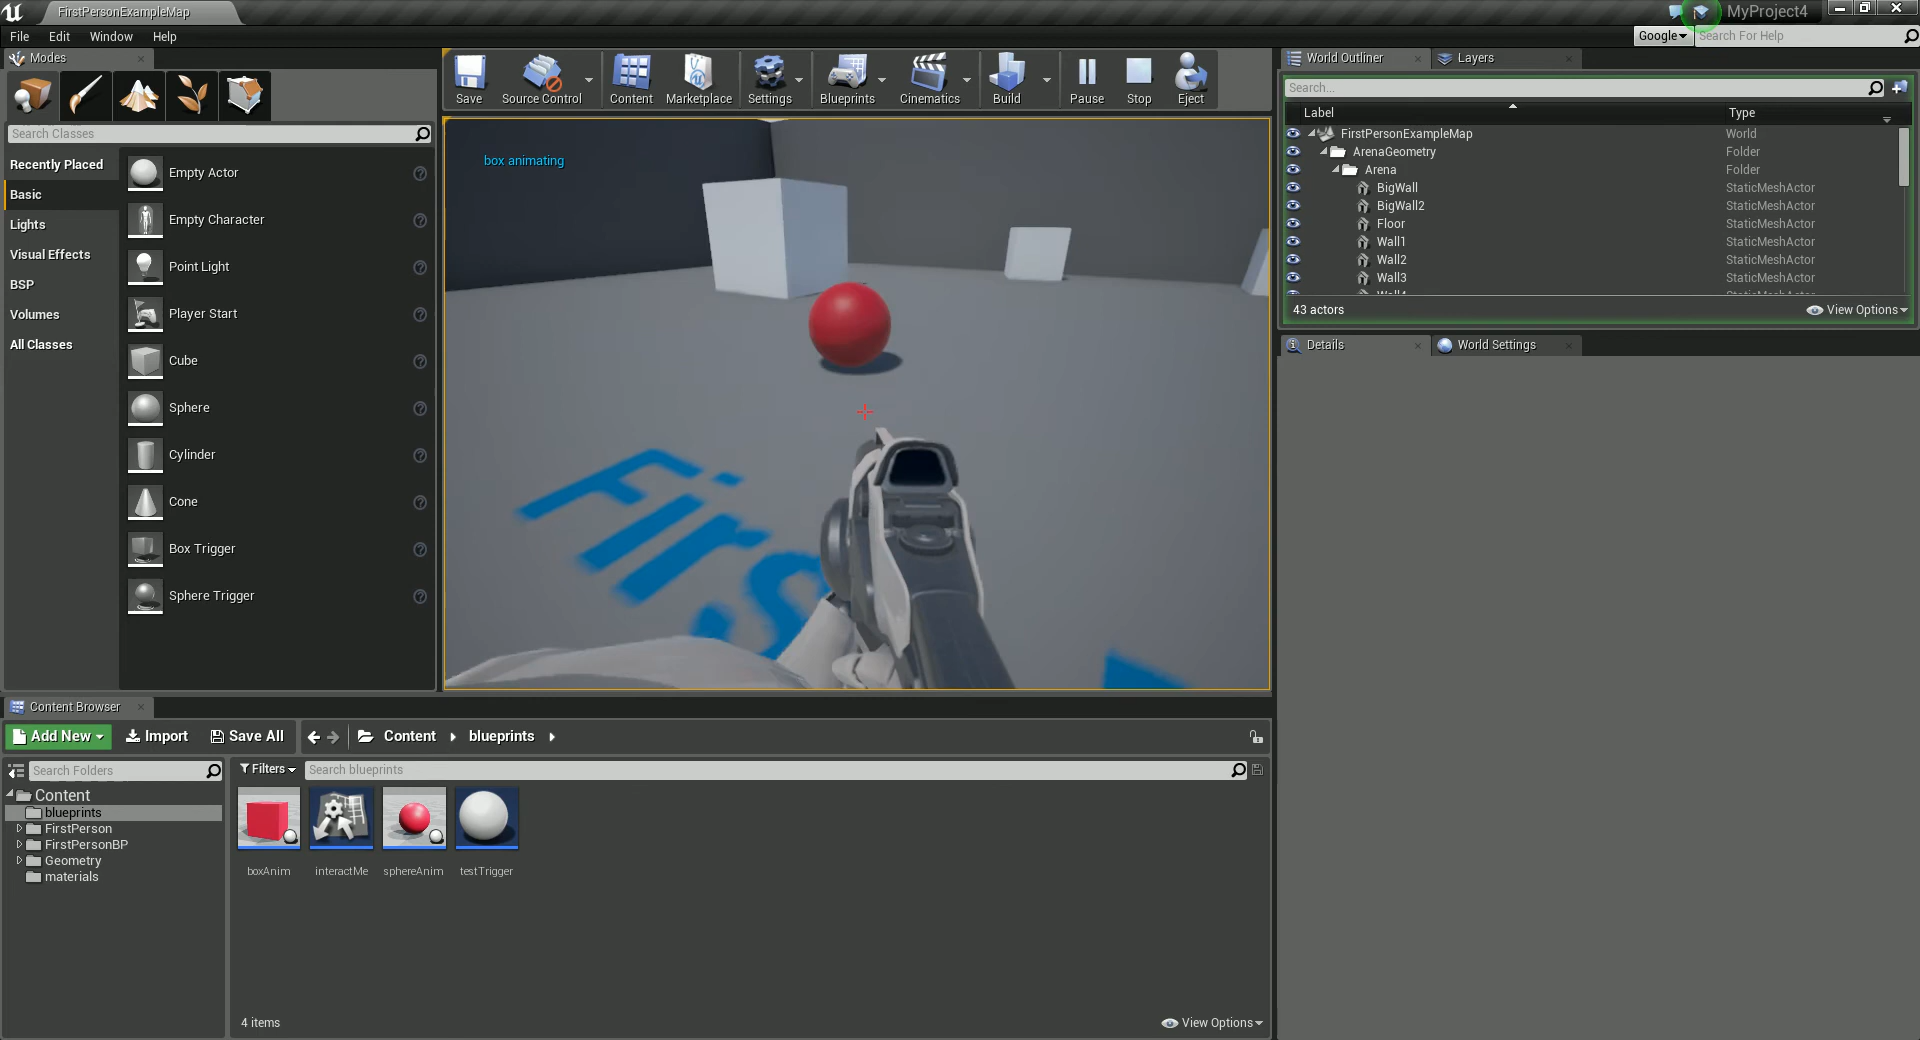 FirstPersonExampleMap
MyProject4
File Edit Window Help
Google Search For Help
Modes
Search Classes
Recently Placed
Basic
Lights
Visual Effects
BSP
Volumes
All Classes
Empty Actor
Empty Character
Point Light
Player Start
Cube
Sphere
Cylinder
Cone
Box Trigger
Sphere Trigger
Save Source Control Content Marketplace Settings Blueprints Cinematics Build Pause Stop Eject
box animating
Firs
World Outliner Layers
Search...
Label Type
FirstPersonExampleMap World
ArenaGeometry Folder
Arena Folder
BigWall StaticMeshActor
BigWall2 StaticMeshActor
Floor StaticMeshActor
Wall1 StaticMeshActor
Wall2 StaticMeshActor
Wall3 StaticMeshActor
43 actors View Options
Details World Settings
Content Browser
Add New Import Save All Content blueprints
Search Folders
Filters Search blueprints
Content
blueprints
FirstPerson
FirstPersonBP
Geometry
materials
boxAnim interactMe sphereAnim testTrigger
4 items View Options